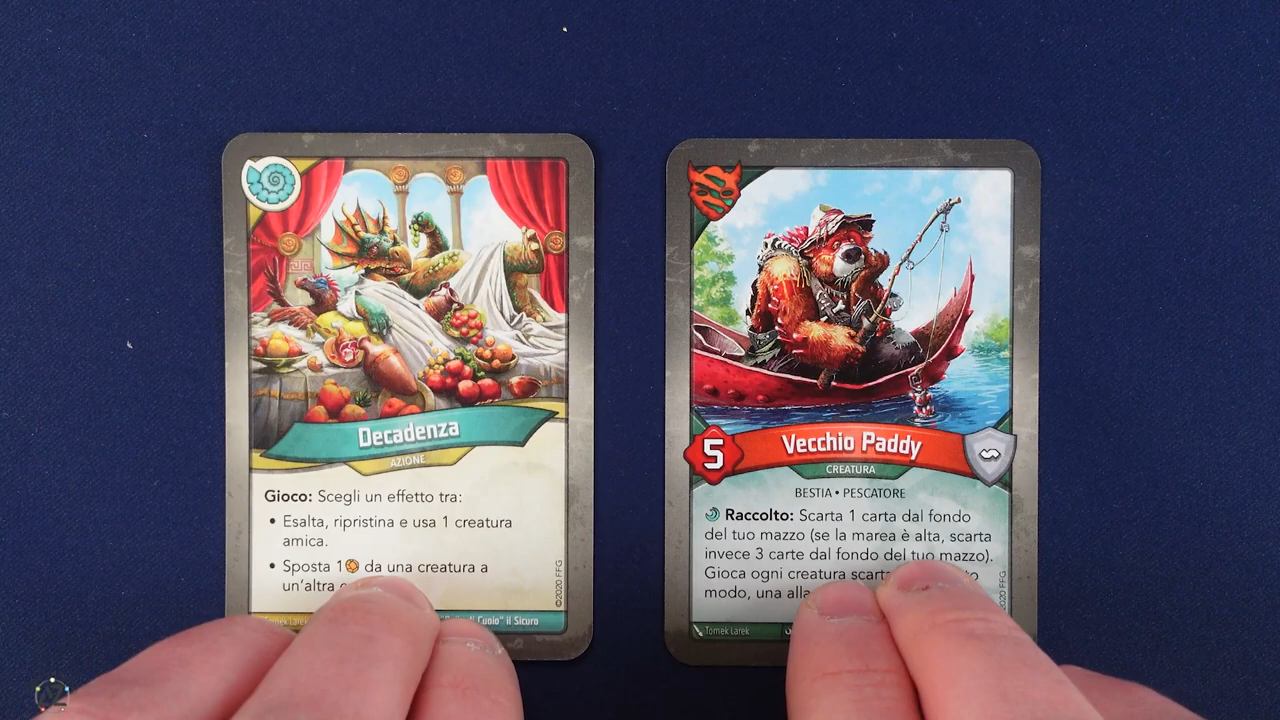 Decadenza
AZIONE
Gioco: Scegli un effetto tra:
• Esalta, ripristina e usa 1 creatura
amica.
• Sposta 1 da una creatura a
un'altra
©2020 FFG
Tomek Larek
di Cuoio" il Sicuro
5
Vecchio Paddy
CREATURA
BESTIA • PESCATORE
Raccolto: Scarta 1 carta dal fondo
del tuo mazzo (se la marea è alta, scarta
invece 3 carte dal fondo del tuo mazzo).
Gioca ogni creatura
modo, una
2020 FFG
Tomek Larek